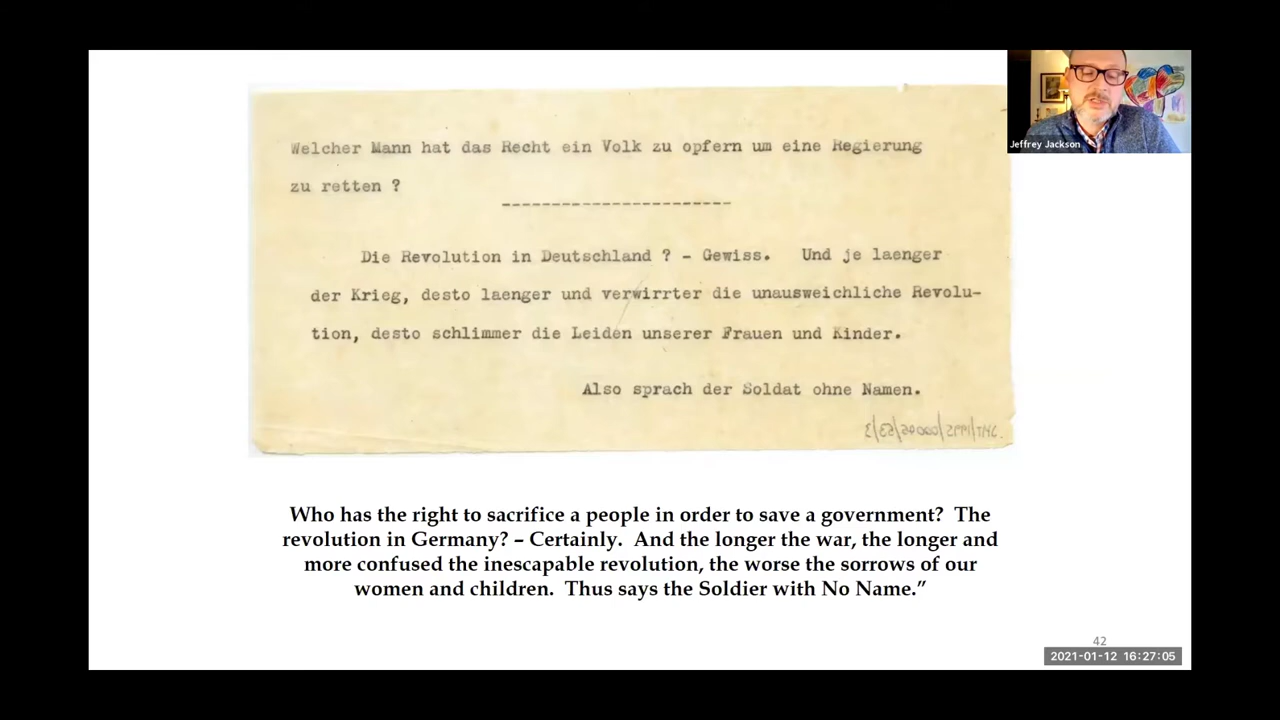 Jeffrey Jackson
Welcher Mann hat das Recht ein Volk zu opfern um eine Regierung
zu retten ?
-----------------------
Die Revolution in Deutschland ? - Gewiss. Und je laenger
der Krieg, desto laenger und verwirrter die unausweichliche Revolu-
tion, desto schlimmer die Leiden unserer Frauen und Kinder.
Also sprach der Soldat ohne Namen.
Who has the right to sacrifice a people in order to save a government? The
revolution in Germany? – Certainly. And the longer the war, the longer and
more confused the inescapable revolution, the worse the sorrows of our
women and children. Thus says the Soldier with No Name.”
42
2021-01-12 16:27:05